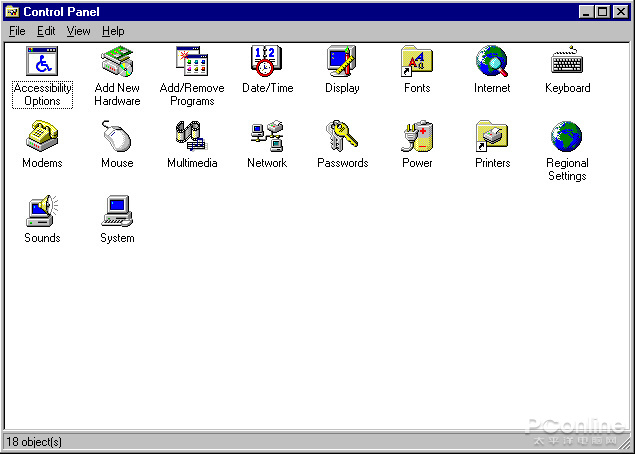 Control Panel
File Edit View Help
Accessibility Options
Add New Hardware
Add/Remove Programs
Date/Time
Display
Fonts
Internet
Keyboard
Modems
Mouse
Multimedia
Network
Passwords
Power
Printers
Regional Settings
Sounds
System
PConline
太平洋电脑网
18 object(s)